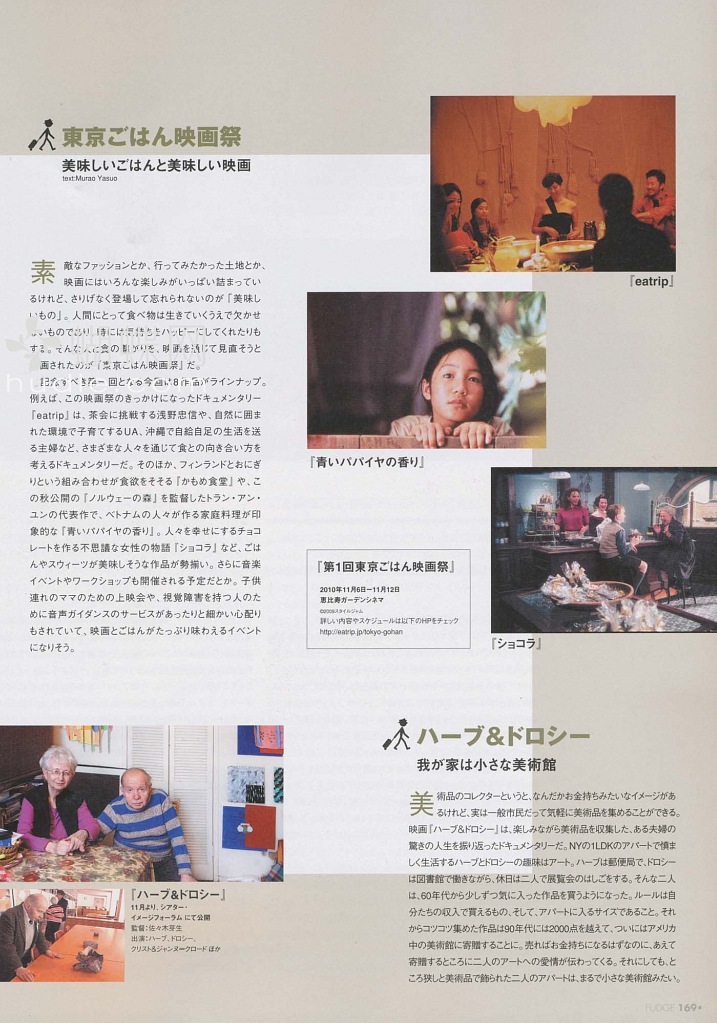 東京ごはん映画祭
美味しいごはんと美味しい映画
text:Murao Yasuo
素敵なファッションとか、行ってみたかった土地とか、
映画にはいろんな楽しみがいっぱい詰まってい
るけれど、さりげなく登場して忘れられないのが「美味し
いもの」。人間にとって食べ物は生きていくうえで欠かせ
ないものであり、時には気持ちをハッピーにしてくれたりも
する。そんな人と食の繋がりを、映画を通じて見直そうと
画されたのが『東京ごはん映画祭』だ。
記念すべき第一回となる今回は8作品がラインナップ。
例えば、この映画祭のきっかけになったドキュメンタリー
『eatrip』は、茶会に挑戦する浅野忠信や、自然に囲ま
れた環境で子育てするUA、沖縄で自給自足の生活を送
る主婦など、さまざまな人々を通じて食との向き合い方を
考えるドキュメンタリーだ。そのほか、フィンランドとおにぎ
りという組み合わせが食欲をそそる『かもめ食堂』や、こ
の秋公開の『ノルウェーの森』を監督したトラン・アン・
ユンの代表作で、ベトナムの人々が作る家庭料理が印
象的な『青いパパイヤの香り』。人々を幸せにするチョコ
レートを作る不思議な女性の物語『ショコラ』など、ごは
んやスウィーツが美味しそうな作品が勢揃い。さらに音楽
イベントやワークショップも開催される予定だとか。子供
連れのママのための上映会や、視覚障害を持つ人のた
めに音声ガイダンスのサービスがあったりと細かい心配り
もされていて、映画とごはんがたっぷり味わえるイベント
になりそう。
『eatrip』
『青いパパイヤの香り』
『ショコラ』
『第1回東京ごはん映画祭』
2010年11月6日ー11月12日
恵比寿ガーデンシネマ
©2009スタイルジャム
詳しい内容やスケジュールは以下のHPをチェック
http://eatrip.jp/tokyo-gohan
ハーブ&ドロシー
我が家は小さな美術館
美術品のコレクターというと、なんだかお金持ちみたいなイメージがあ
るけれど、実は一般市民だって気軽に美術品を集めることができる。
映画『ハーブ&ドロシー』は、楽しみながら美術品を収集した、ある夫婦の
驚きの人生を振り返ったドキュメンタリーだ。NYの1LDKのアパートで慎ま
しく生活するハーブとドロシーの趣味はアート。ハーブは郵便局で、ドロシー
は図書館で働きながら、休日は二人で展覧会のはしごをする。そんな二人
は、60年代から少しずつ気に入った作品を買うようになった。ルールは自
分たちの収入で買えるもの、そして、アパートに入るサイズであること。それ
からコツコツ集めた作品は90年代には2000点を越えて、ついにはアメリカ
中の美術館に寄贈することに。売ればお金持ちになるはずなのに、あえて
寄贈するところに二人のアートへの愛情が伝わってくる。それにしても、と
ころ狭しと美術品で飾られた二人のアパートは、まるで小さな美術館みたい。
『ハーブ&ドロシー』
11月より、シアター・
イメージフォーラム にて公開
監督:佐々木芽生
出演:ハーブ、ドロシー、
クリスト&ジャンヌ=クロード ほか
FUDGE 169